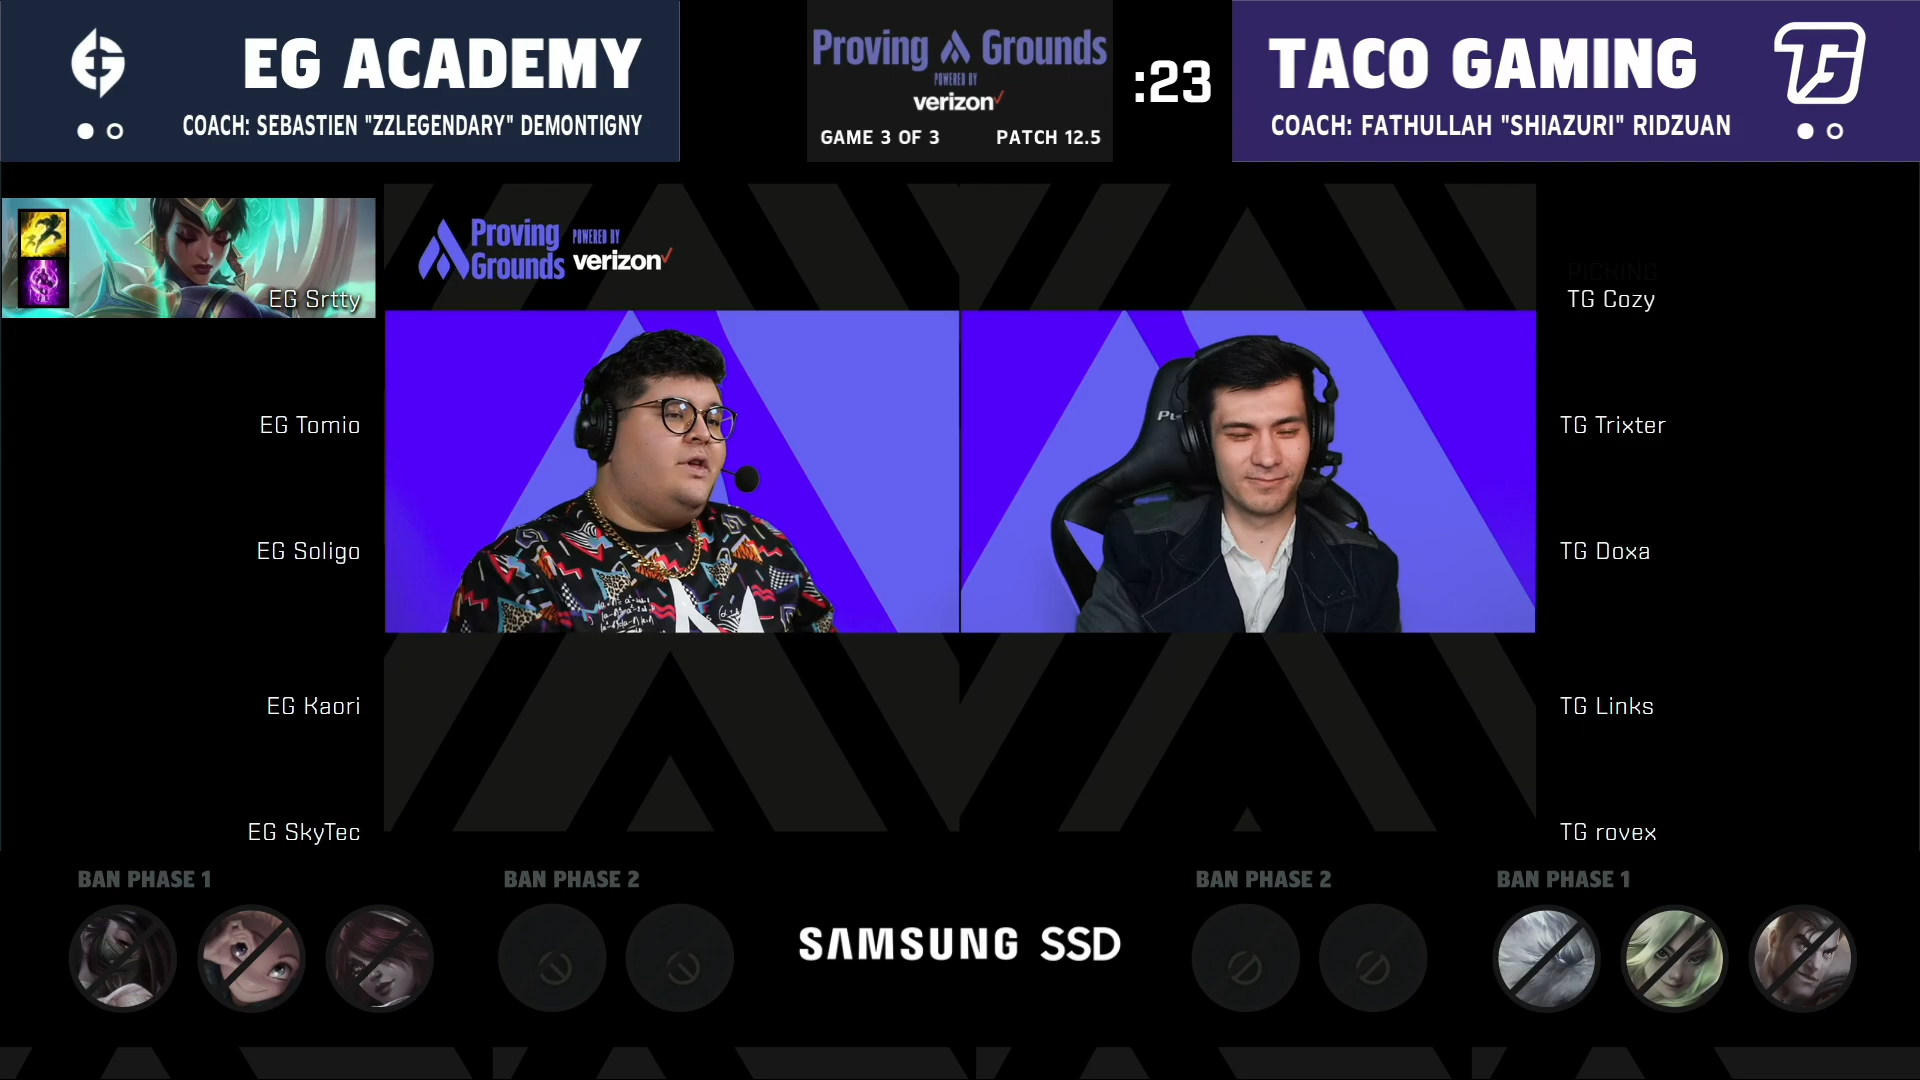 EG ACADEMY
COACH: SEBASTIEN "ZZLEGENDARY" DEMONTIGNY
Proving Grounds
POWERED BY
verizon
GAME 3 OF 3
PATCH 12.5
:23
TACO GAMING
COACH: FATHULLAH "SHIAZURI" RIDZUAN
TG
EG Srtty
EG Tomio
EG Soligo
EG Kaori
EG SkyTec
Proving
Grounds
POWERED BY
verizon
PICKING
TG Cozy
TG Trixter
TG Doxa
TG Links
TG rovex
BAN PHASE 1
BAN PHASE 2
SAMSUNG SSD
BAN PHASE 2
BAN PHASE 1